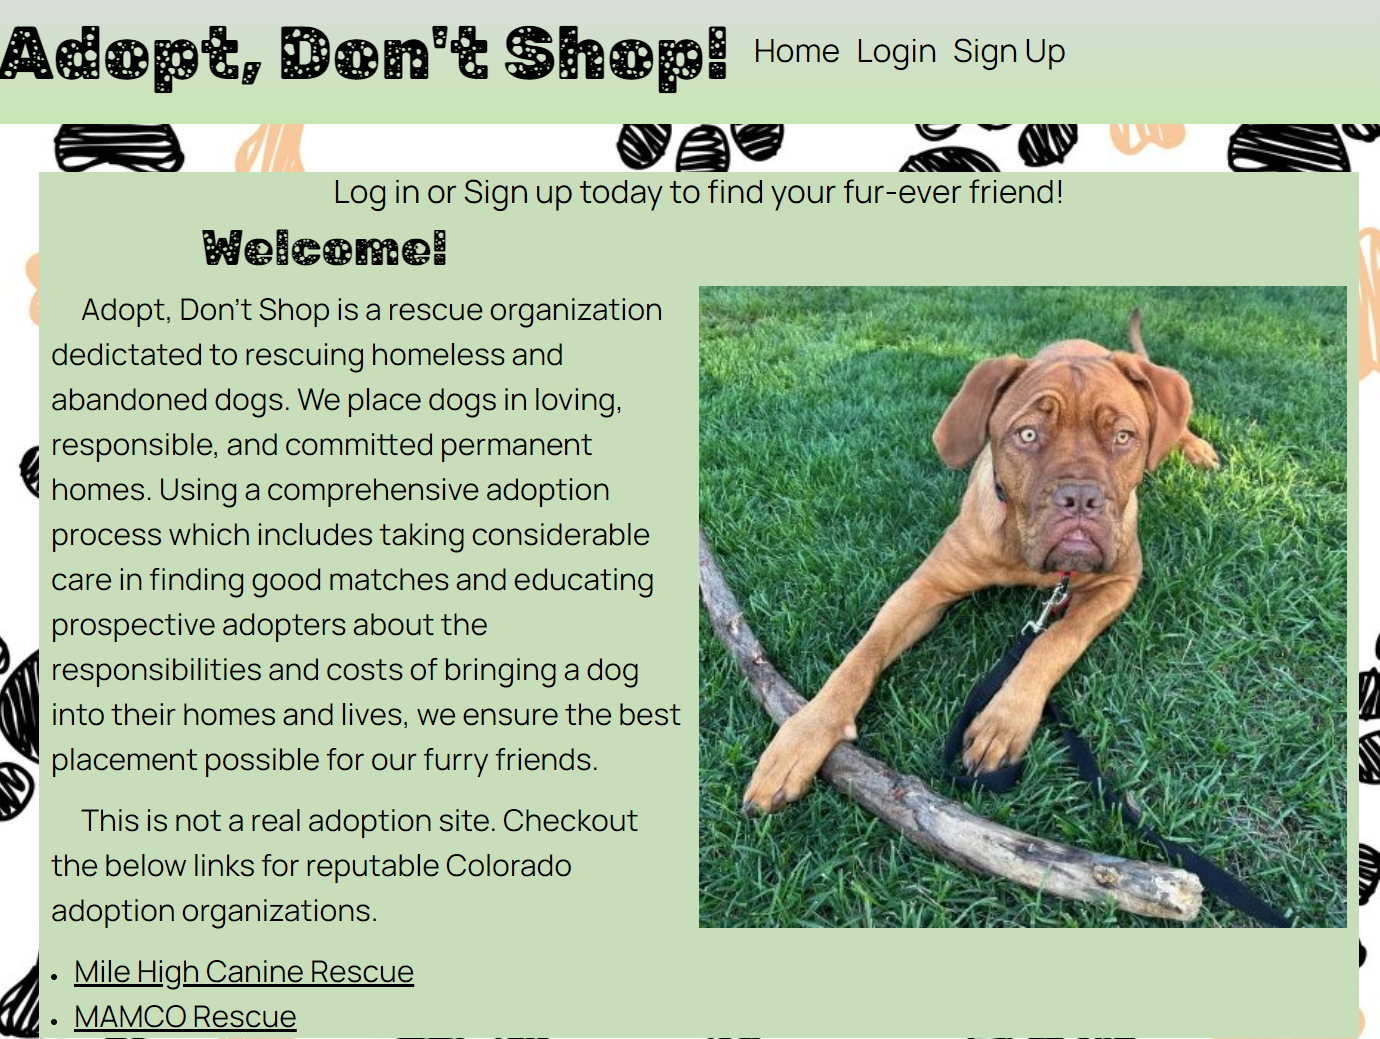 Adopt, Don't Shop!
Home Login Sign Up
Log in or Sign up today to find your fur-ever friend!
Welcome!
Adopt, Don't Shop is a rescue organization
dedictated to rescuing homeless and
abandoned dogs. We place dogs in loving,
responsible, and committed permanent
homes. Using a comprehensive adoption
process which includes taking considerable
care in finding good matches and educating
prospective adopters about the
responsibilities and costs of bringing a dog
into their homes and lives, we ensure the best
placement possible for our furry friends.
This is not a real adoption site. Checkout
the below links for reputable Colorado
adoption organizations.
• Mile High Canine Rescue
• MAMCO Rescue